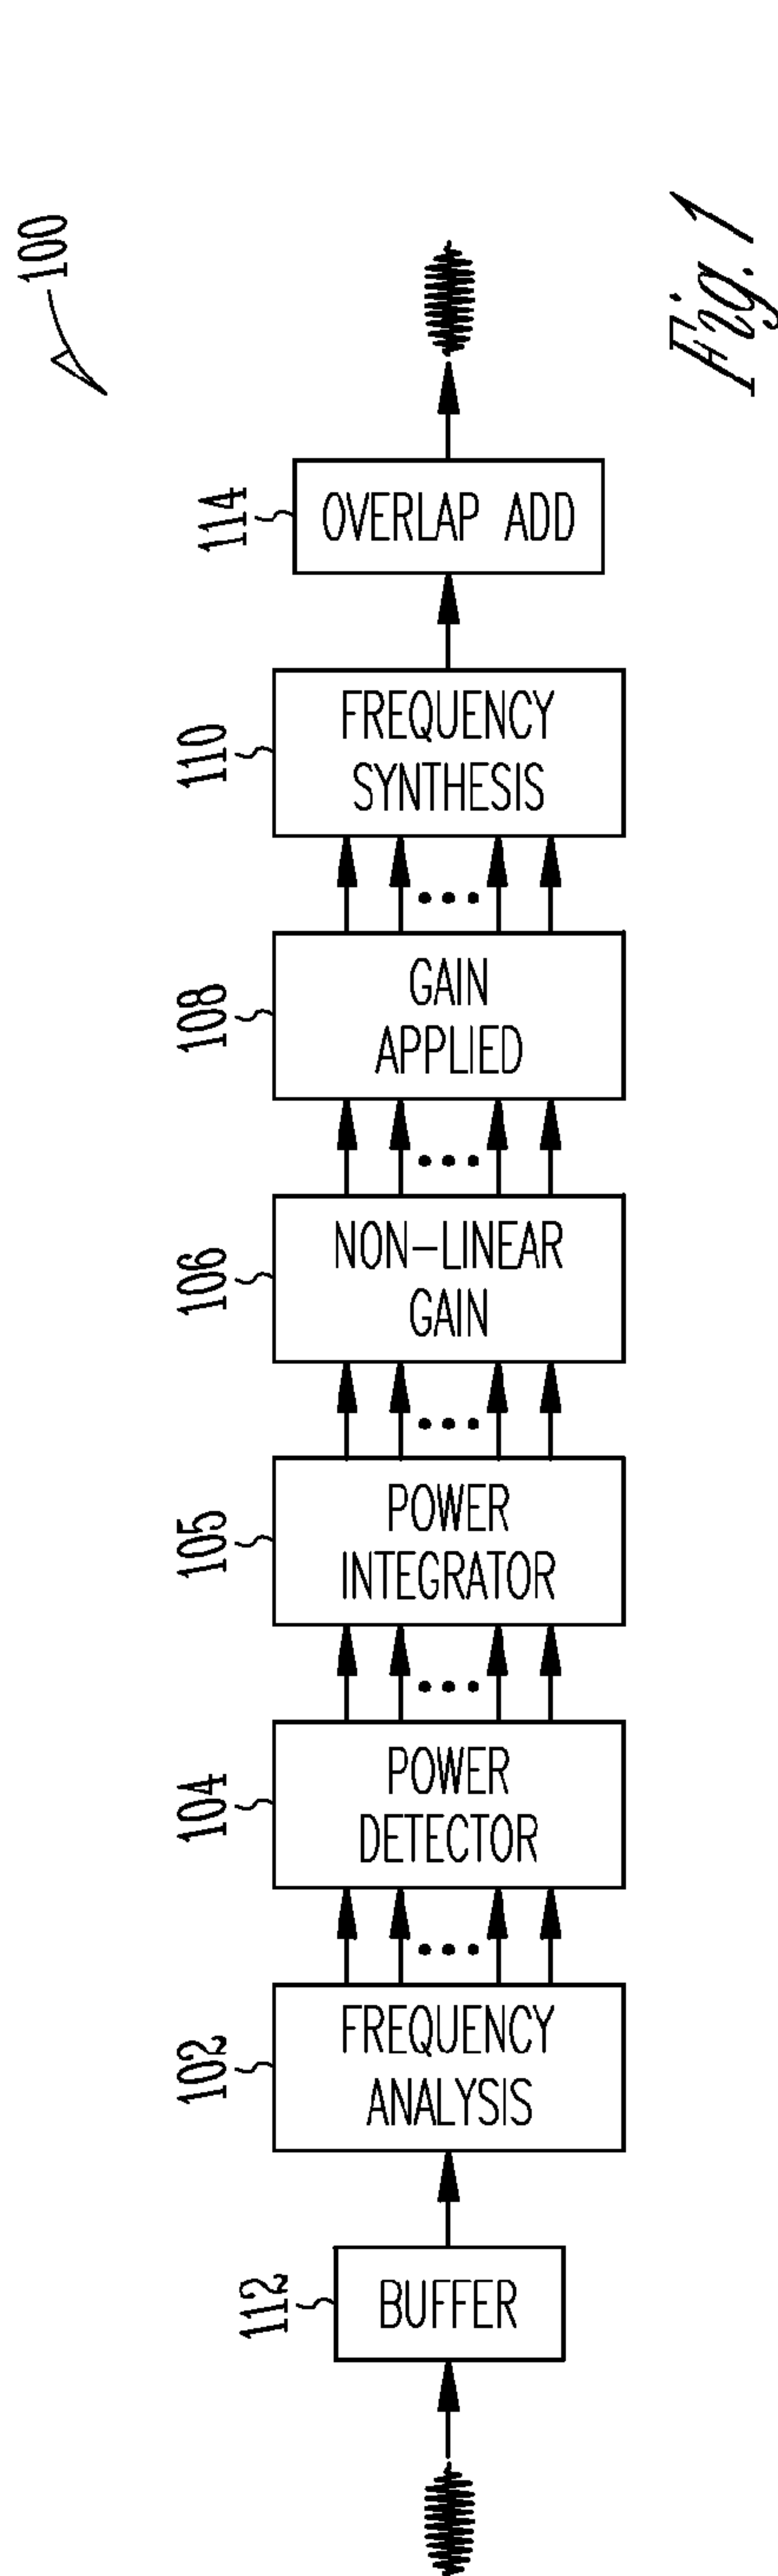 100
114
OVERLAP ADD
110
FREQUENCY
SYNTHESIS
108
GAIN
APPLIED
106
NON-LINEAR
GAIN
105
POWER
INTEGRATOR
104
POWER
DETECTOR
102
FREQUENCY
ANALYSIS
112
BUFFER
Fig. 1